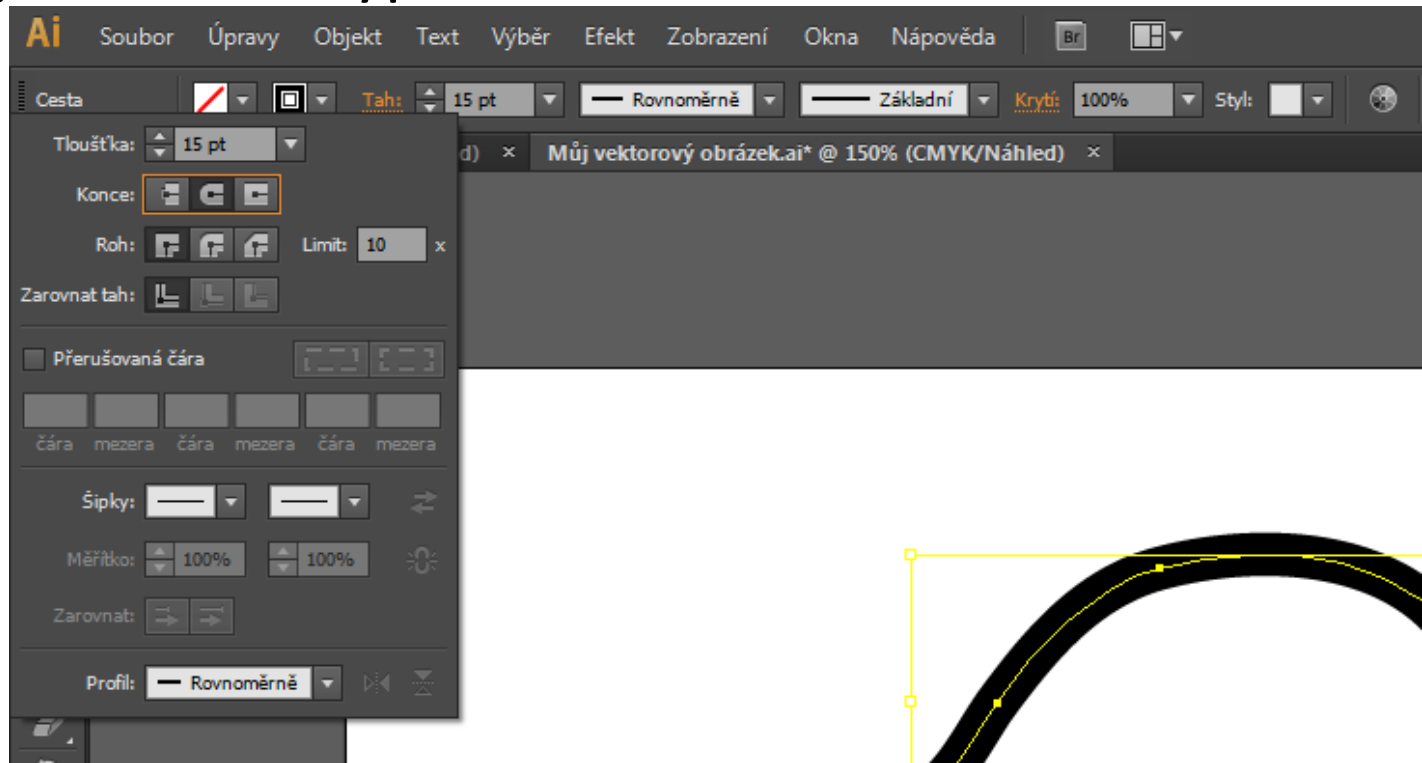 Ai Soubor Úpravy Objekt Text Výběr Efekt Zobrazení Okna Nápověda Br
Cesta Tah: 15 pt Rovnoměrně Základní Krytí: 100% Styl:
d) × Můj vektorový obrázek.ai* @ 150% (CMYK/Náhled) ×
Tloušťka: 15 pt
Konce:
Roh: Limit: 10 x
Zarovnat tah:
Přerušovaná čára
čára mezera čára mezera čára mezera
Šipky:
Měřítko: 100% 100%
Zarovnat:
Profil: Rovnoměrně